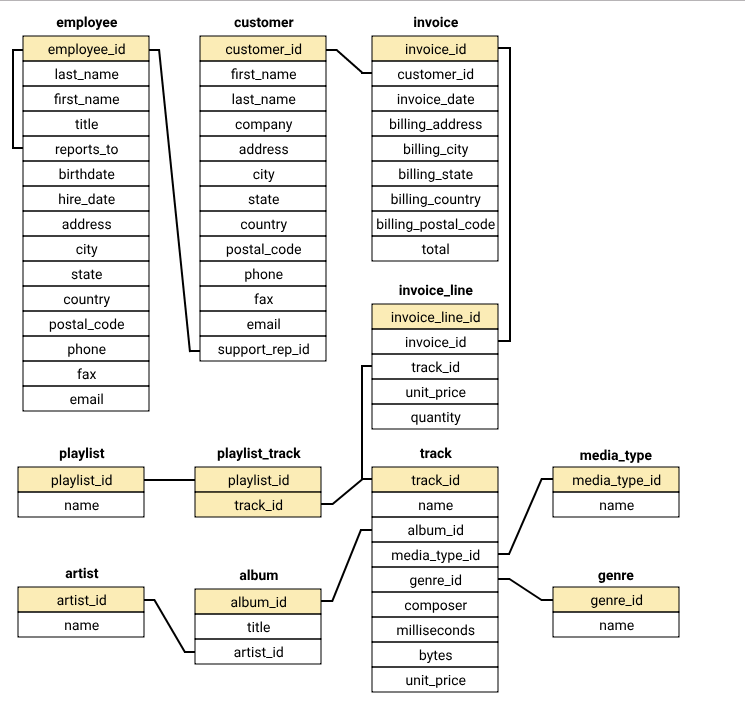 employee
employee_id
last_name
first_name
title
reports_to
birthdate
hire_date
address
city
state
country
postal_code
phone
fax
email
customer
customer_id
first_name
last_name
company
address
city
state
country
postal_code
phone
fax
email
support_rep_id
invoice
invoice_id
customer_id
invoice_date
billing_address
billing_city
billing_state
billing_country
billing_postal_code
total
invoice_line
invoice_line_id
invoice_id
track_id
unit_price
quantity
playlist
playlist_id
name
playlist_track
playlist_id
track_id
track
track_id
name
album_id
media_type_id
genre_id
composer
milliseconds
bytes
unit_price
media_type
media_type_id
name
artist
artist_id
name
album
album_id
title
artist_id
genre
genre_id
name